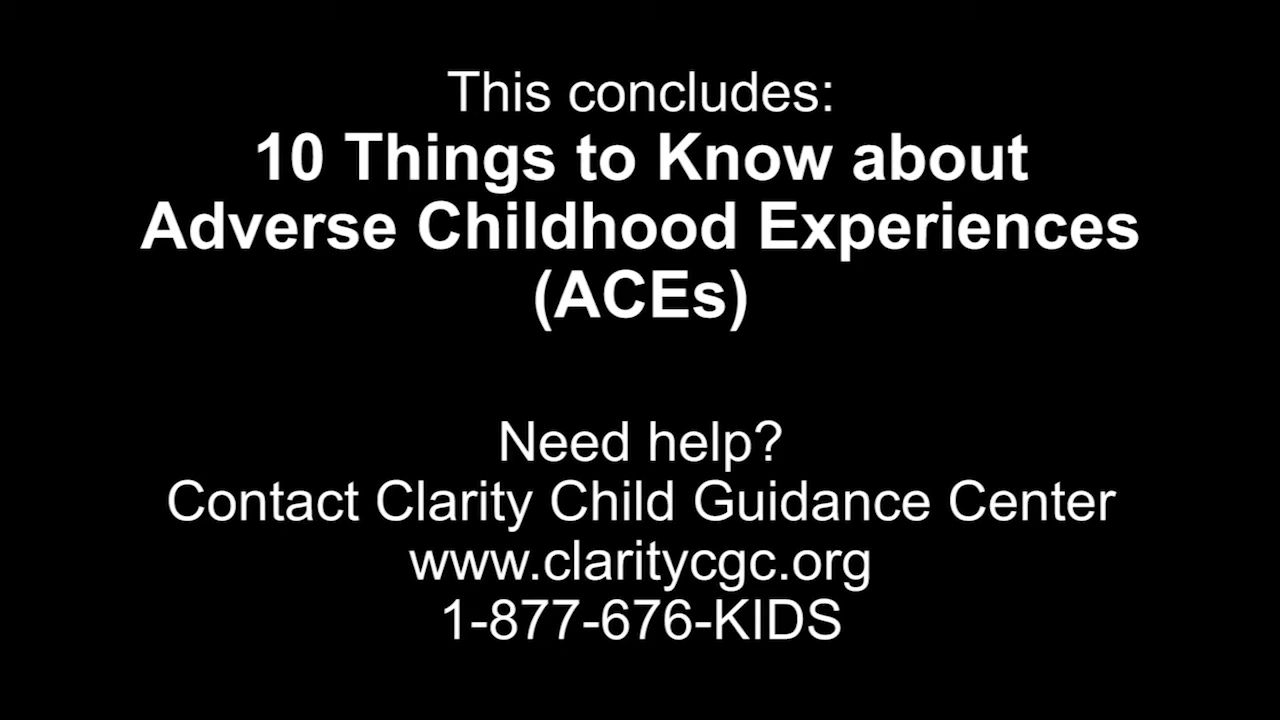 This concludes:
10 Things to Know about
Adverse Childhood Experiences
(ACEs)
Need help?
Contact Clarity Child Guidance Center
www.claritycgc.org
1-877-676-KIDS